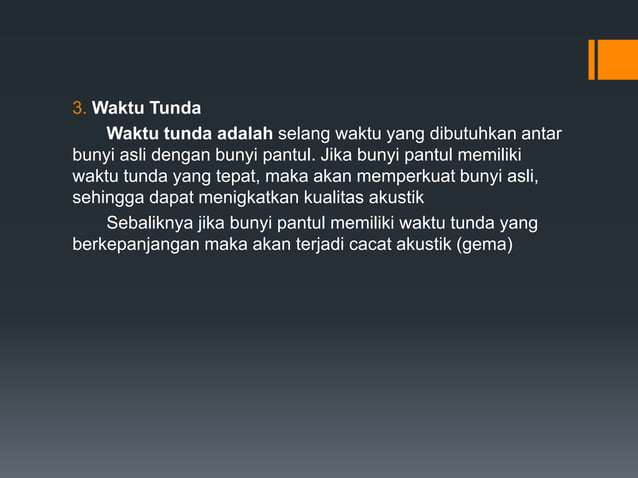 3. Waktu Tunda
Waktu tunda adalah selang waktu yang dibutuhkan antar
bunyi asli dengan bunyi pantul. Jika bunyi pantul memiliki
waktu tunda yang tepat, maka akan memperkuat bunyi asli,
sehingga dapat menigkatkan kualitas akustik
Sebaliknya jika bunyi pantul memiliki waktu tunda yang
berkepanjangan maka akan terjadi cacat akustik (gema)